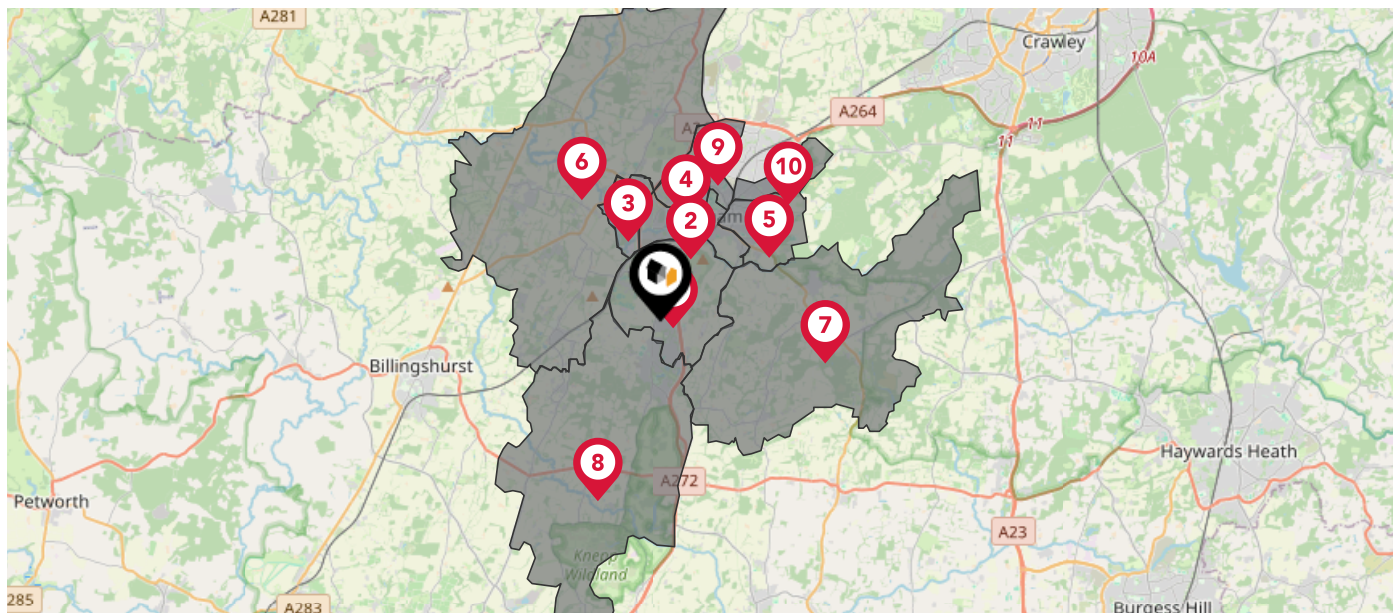 A281
Crawley
10A
A264
11
11
9
6
10
4
3
2
am
5
7
Billingshurst
8
Haywards Heath
A272
Petworth
A23
Knepp
Wildland
285
A283
Burgess Hill